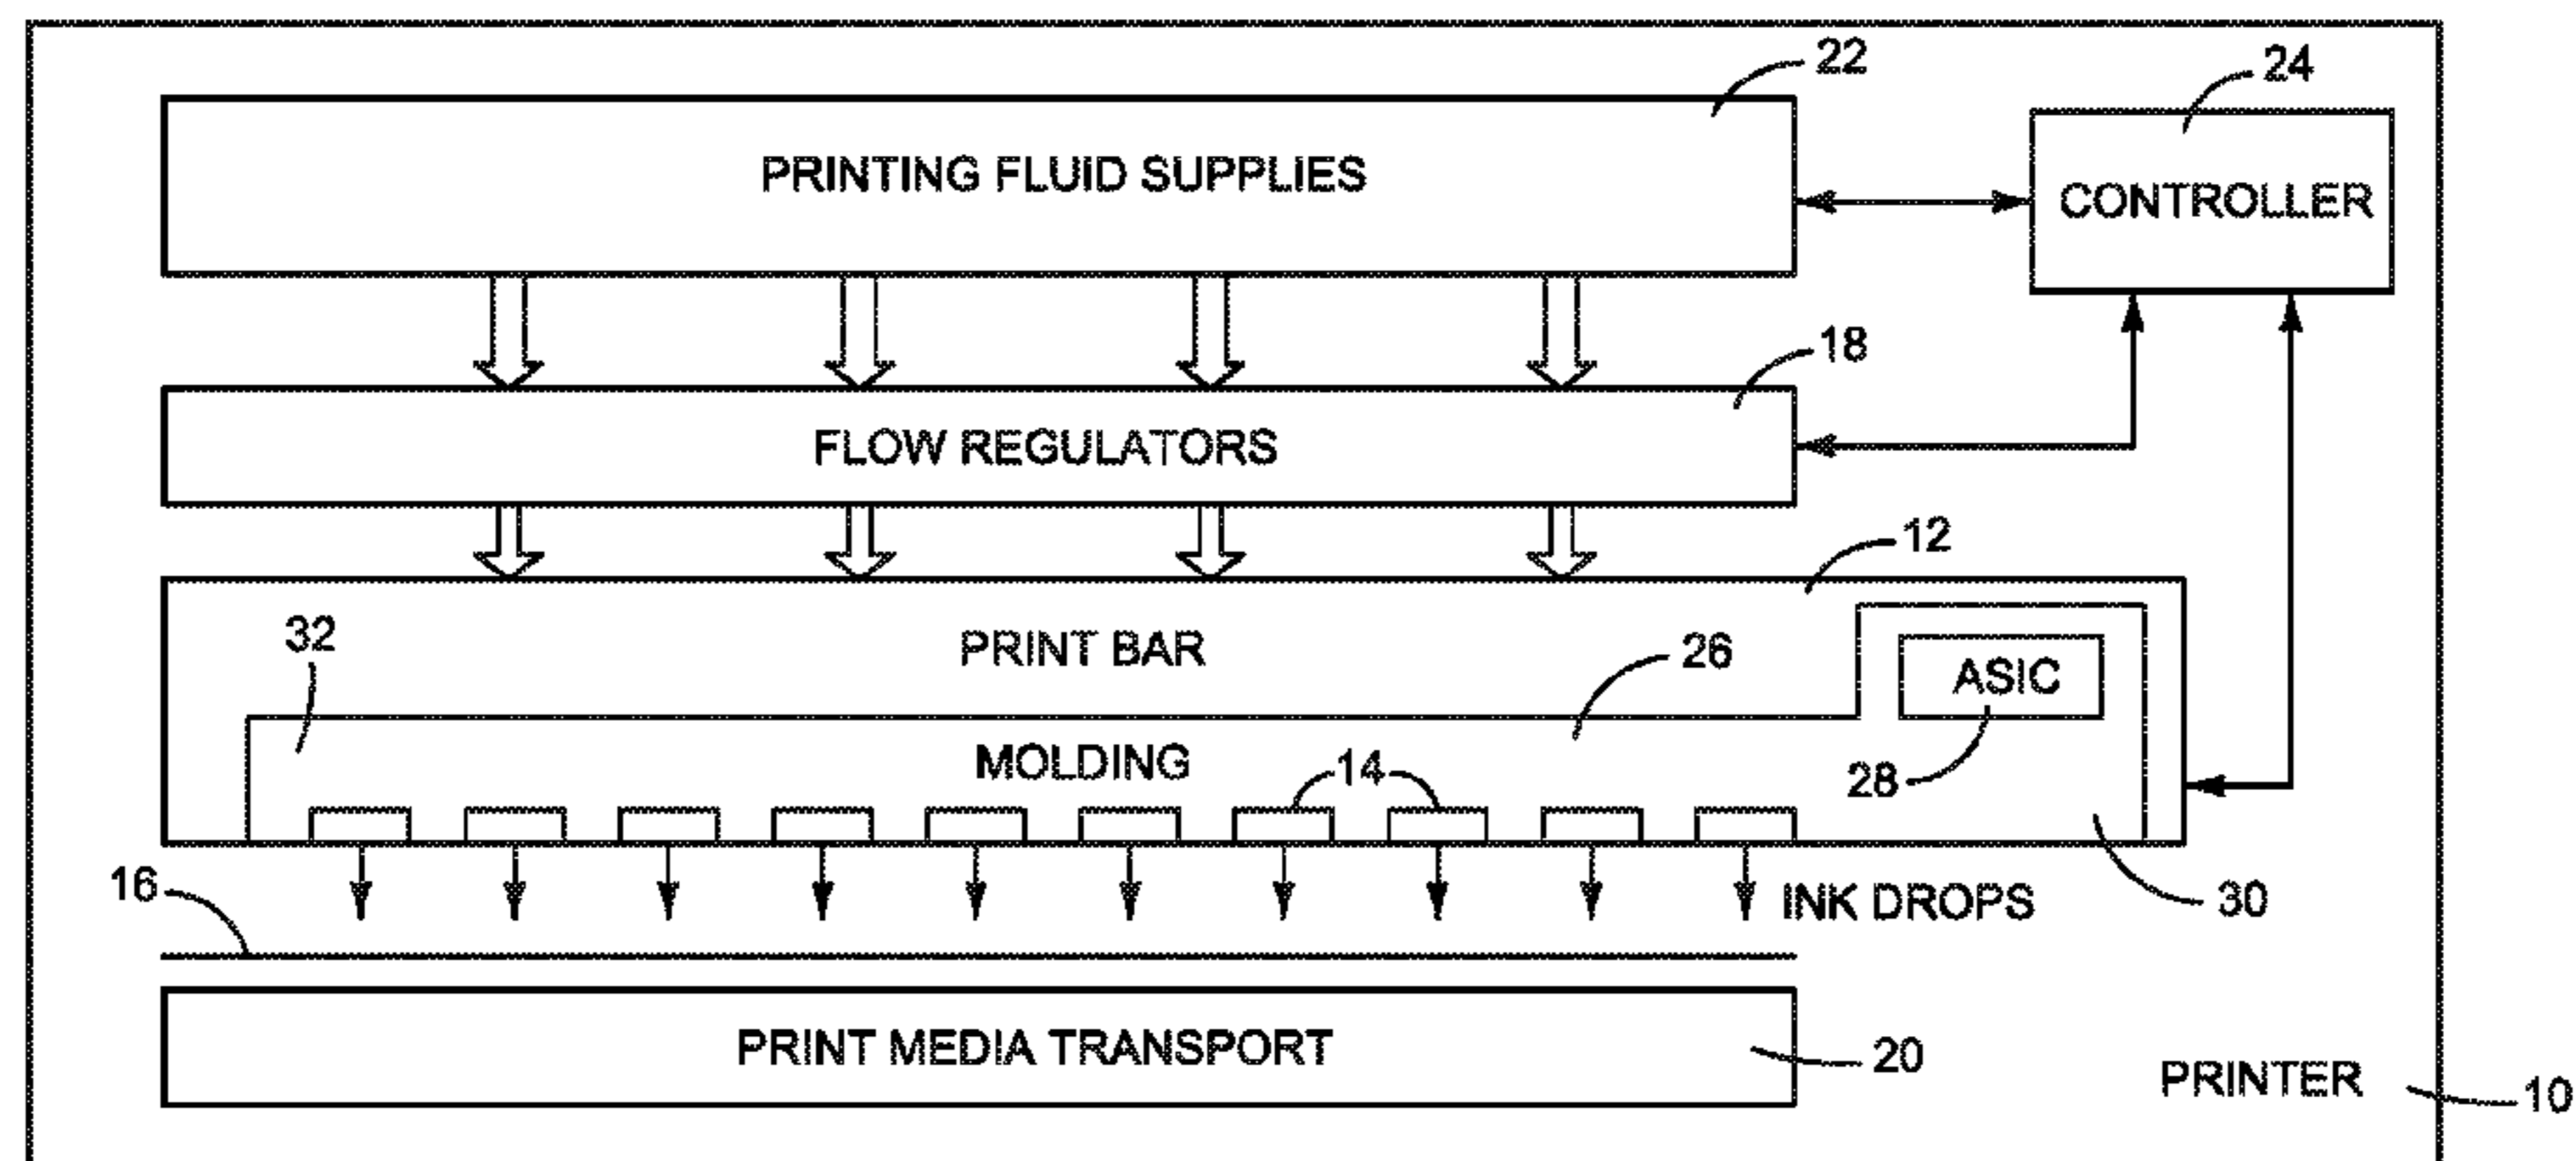 22
24
PRINTING FLUID SUPPLIES
CONTROLLER
18
FLOW REGULATORS
12
32
PRINT BAR
26
ASIC
MOLDING
14
28
16
INK DROPS
30
PRINT MEDIA TRANSPORT
20
PRINTER
10